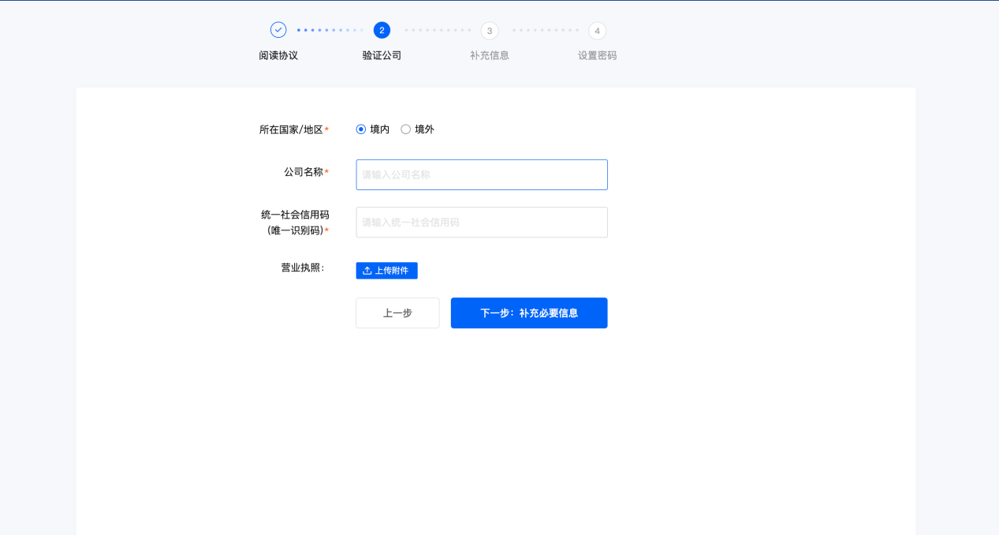 2 3 4
阅读协议 验证公司 补充信息 设置密码
所在国家/地区* 境内 境外
公司名称* 请输入公司名称
统一社会信用码
(唯一识别码)* 请输入统一社会信用码
营业执照: 上传附件
上一步 下一步：补充必要信息